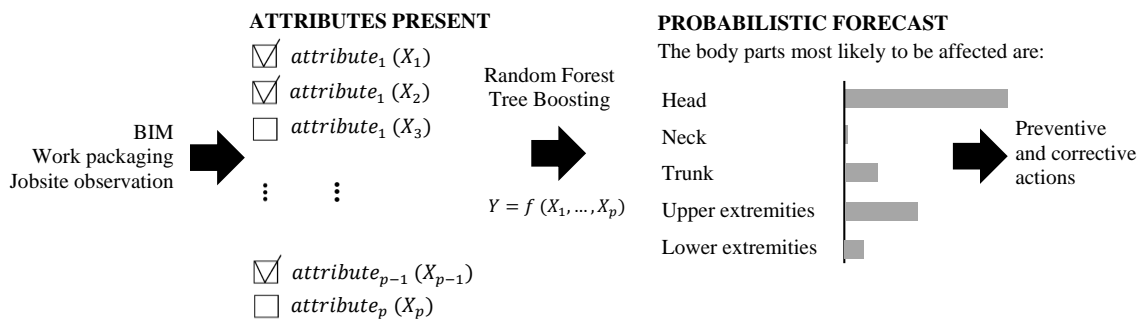 ATTRIBUTES PRESENT
attribute₁ (X₁)
attribute₁ (X₂)
attribute₁ (X₃)
⋮ ⋮
attributeₚ₋₁ (Xₚ₋₁)
attributeₚ (Xₚ)
BIM
Work packaging
Jobsite observation
Random Forest
Tree Boosting
Y = f (X₁, … , Xₚ)
PROBABILISTIC FORECAST
The body parts most likely to be affected are:
Head
Neck
Trunk
Upper extremities
Lower extremities
Preventive
and corrective
actions